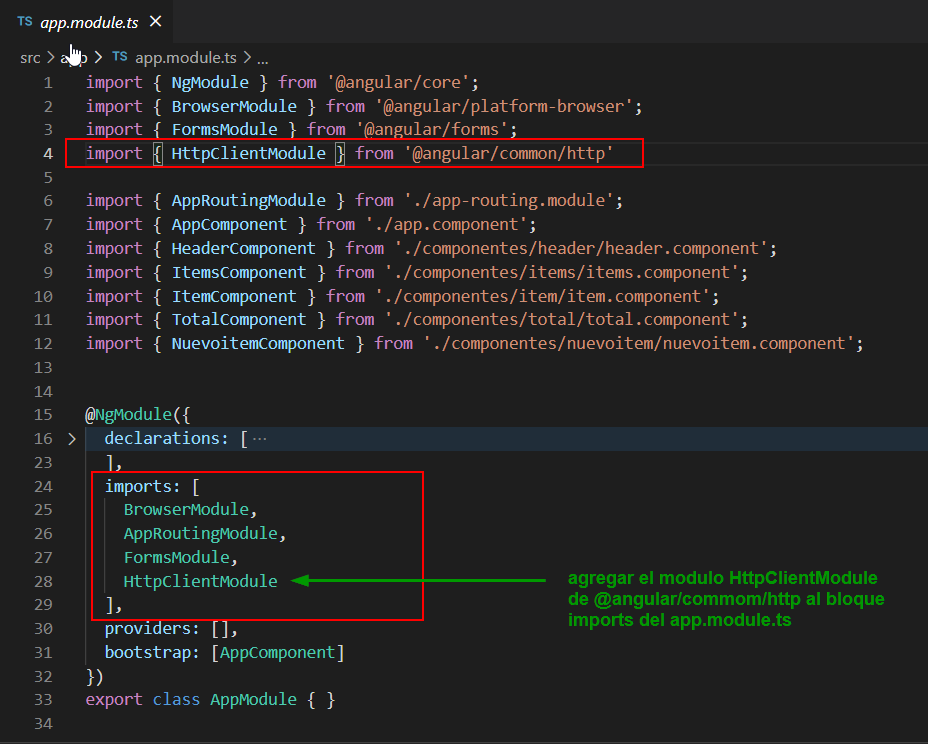 TS app.module.ts ×
src > app > TS app.module.ts > ...
1 import { NgModule } from '@angular/core';
2 import { BrowserModule } from '@angular/platform-browser';
3 import { FormsModule } from '@angular/forms';
4 import { HttpClientModule } from '@angular/common/http'
5
6 import { AppRoutingModule } from './app-routing.module';
7 import { AppComponent } from './app.component';
8 import { HeaderComponent } from './componentes/header/header.component';
9 import { ItemsComponent } from './componentes/items/items.component';
10 import { ItemComponent } from './componentes/item/item.component';
11 import { TotalComponent } from './componentes/total/total.component';
12 import { NuevoitemComponent } from './componentes/nuevoitem/nuevoitem.component';
13
14
15 @NgModule({
16 > declarations: [ ...
23 ],
24 imports: [
25 BrowserModule,
26 AppRoutingModule,
27 FormsModule,
28 HttpClientModule
29 ],
30 providers: [],
31 bootstrap: [AppComponent]
32 })
33 export class AppModule { }
34
agregar el modulo HttpClientModule
de @angular/commom/http al bloque
imports del app.module.ts